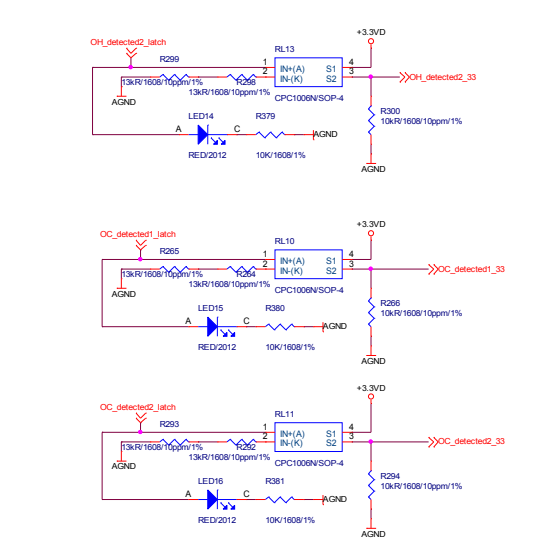 +3.3VD
OH_detected2_latch
RL13
R299
1
4
IN+(A) S1
2
3
IN-(K) S2
R298
OH_detected2_33
13kR/1608/10ppm/1%
13kR/1608/10ppm/1%
CPC1006N/SOP-4
AGND
R300
10kR/1608/10ppm/1%
LED14
R379
A
C
AGND
RED/2012
10K/1608/1%
AGND
+3.3VD
OC_detected1_latch
RL10
R265
1
4
IN+(A) S1
2
3
IN-(K) S2
R264
OC_detected1_33
13kR/1608/10ppm/1%
13kR/1608/10ppm/1%
CPC1006N/SOP-4
AGND
R266
10kR/1608/10ppm/1%
LED15
R380
A
C
AGND
RED/2012
10K/1608/1%
AGND
+3.3VD
OC_detected2_latch
RL11
R293
1
4
IN+(A) S1
2
3
IN-(K) S2
R292
OC_detected2_33
13kR/1608/10ppm/1%
13kR/1608/10ppm/1%
CPC1006N/SOP-4
AGND
R294
10kR/1608/10ppm/1%
LED16
R381
A
C
AGND
RED/2012
10K/1608/1%
AGND